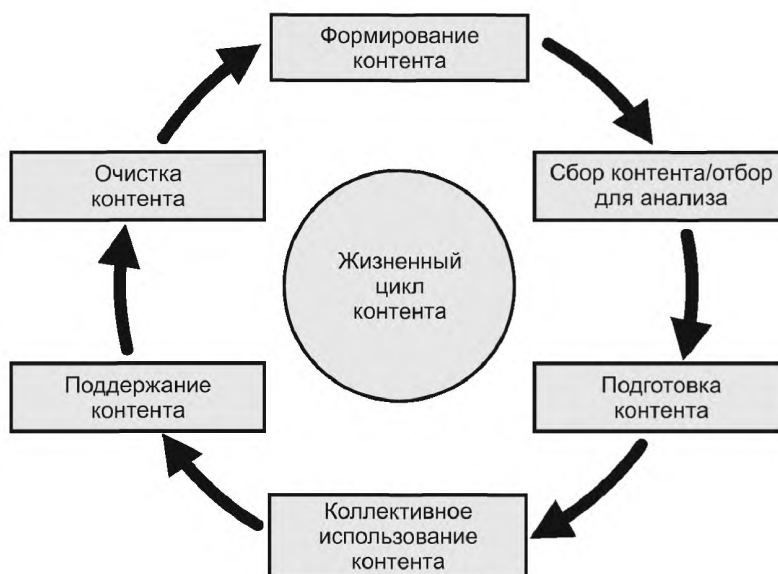 Формирование
контента
Сбор контента/отбор
для анализа
Подготовка
контента
Коллективное
использование
контента
Поддержание
контента
Очистка
контента
Жизненный
цикл
контента